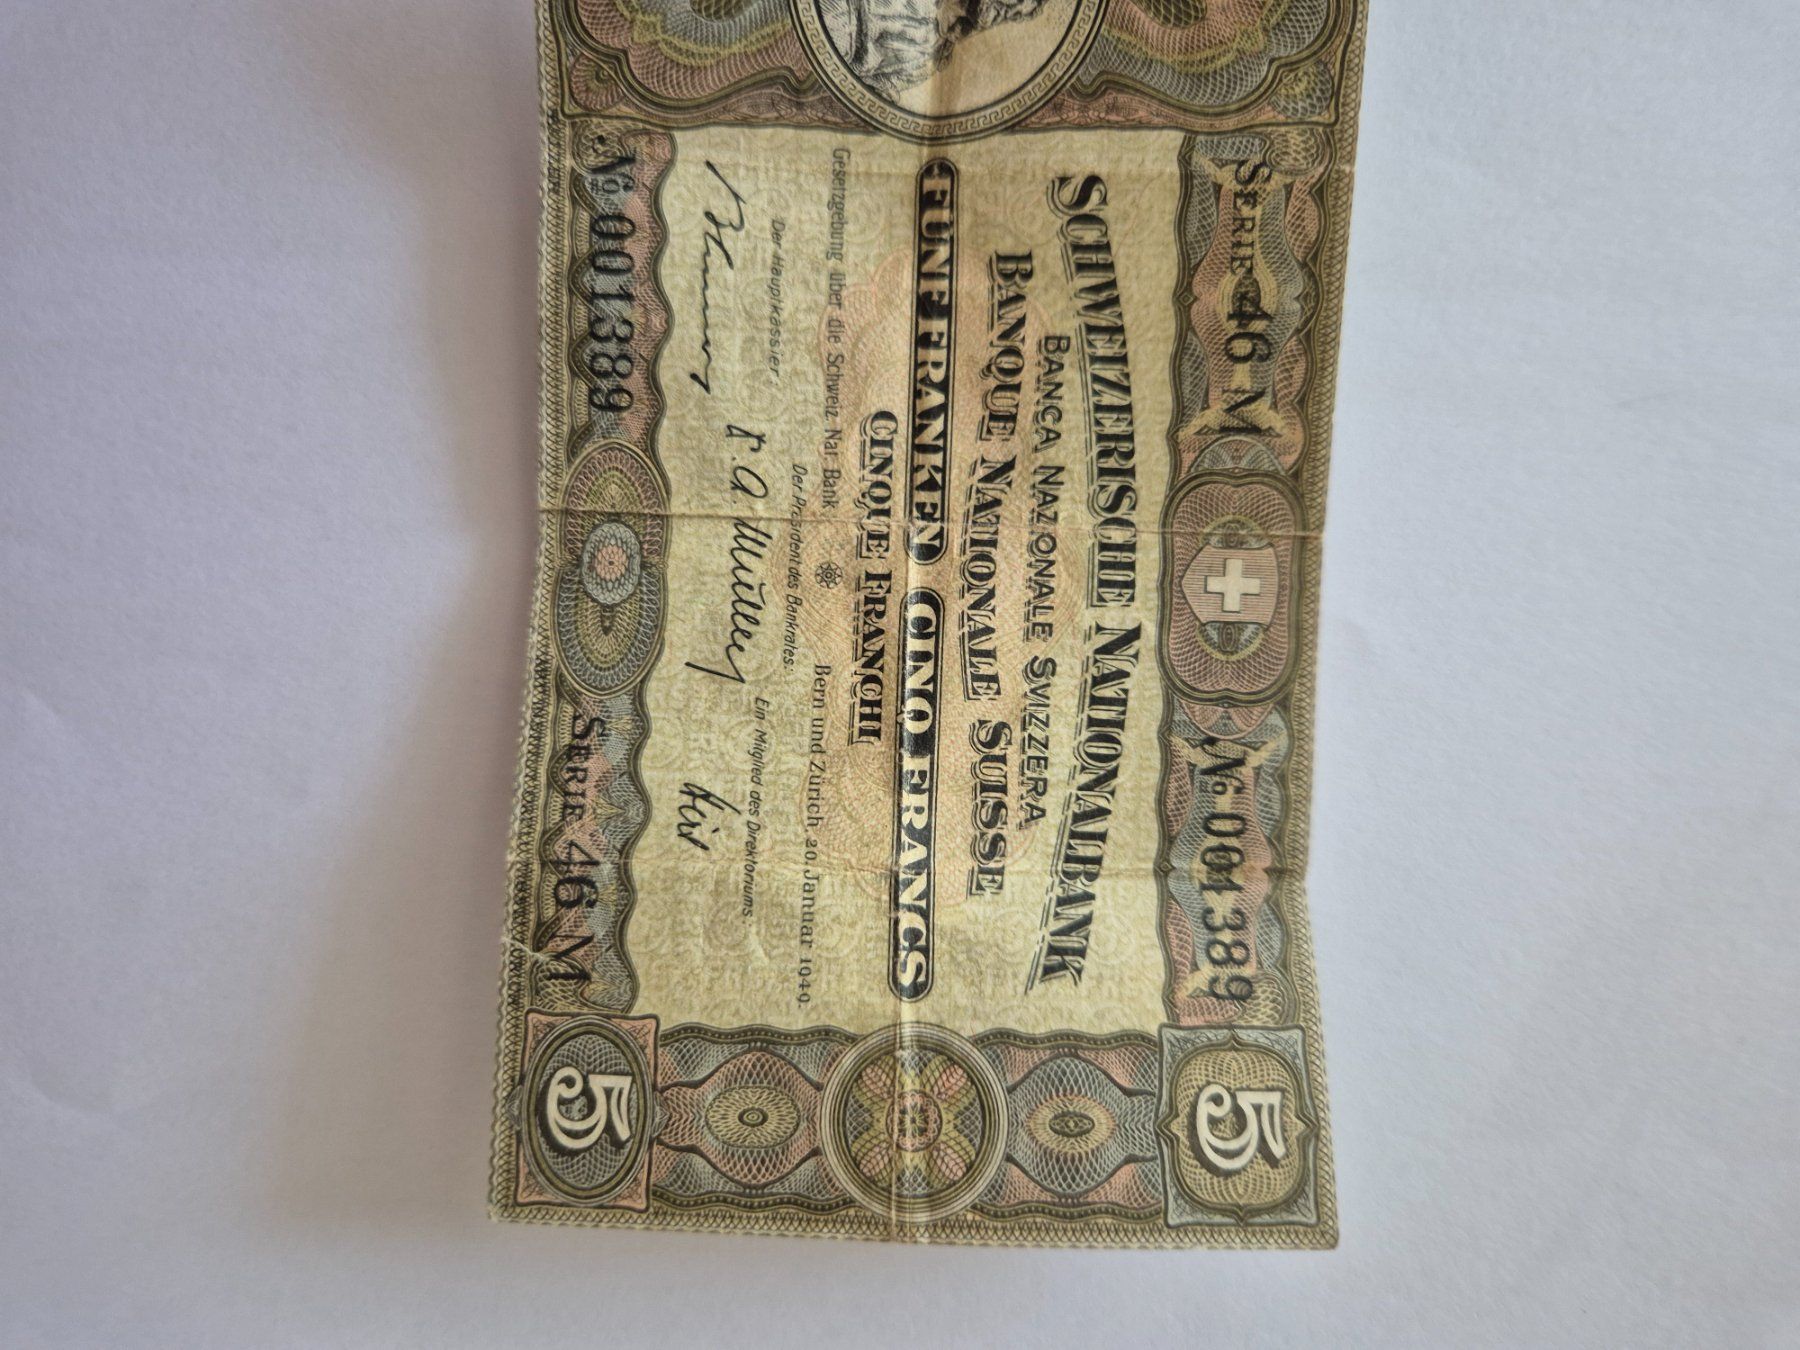 SERIE 46 M
№ 001389
SCHWEIZERISCHE NATIONALBANK
BANCA NAZIONALE SVIZZERA
BANQUE NATIONALE SUISSE
FÜNF FRANKEN CINQ FRANCS
CINQUE FRANCHI
Gesetzgebung über die Schweiz. Nat. Bank
Bern und Zürich, 20. Januar 1949.
Der Hauptkassier:
Der Präsident des Bankrates:
Ein Mitglied des Direktoriums:
№ 001389
SERIE 46 M
5
5